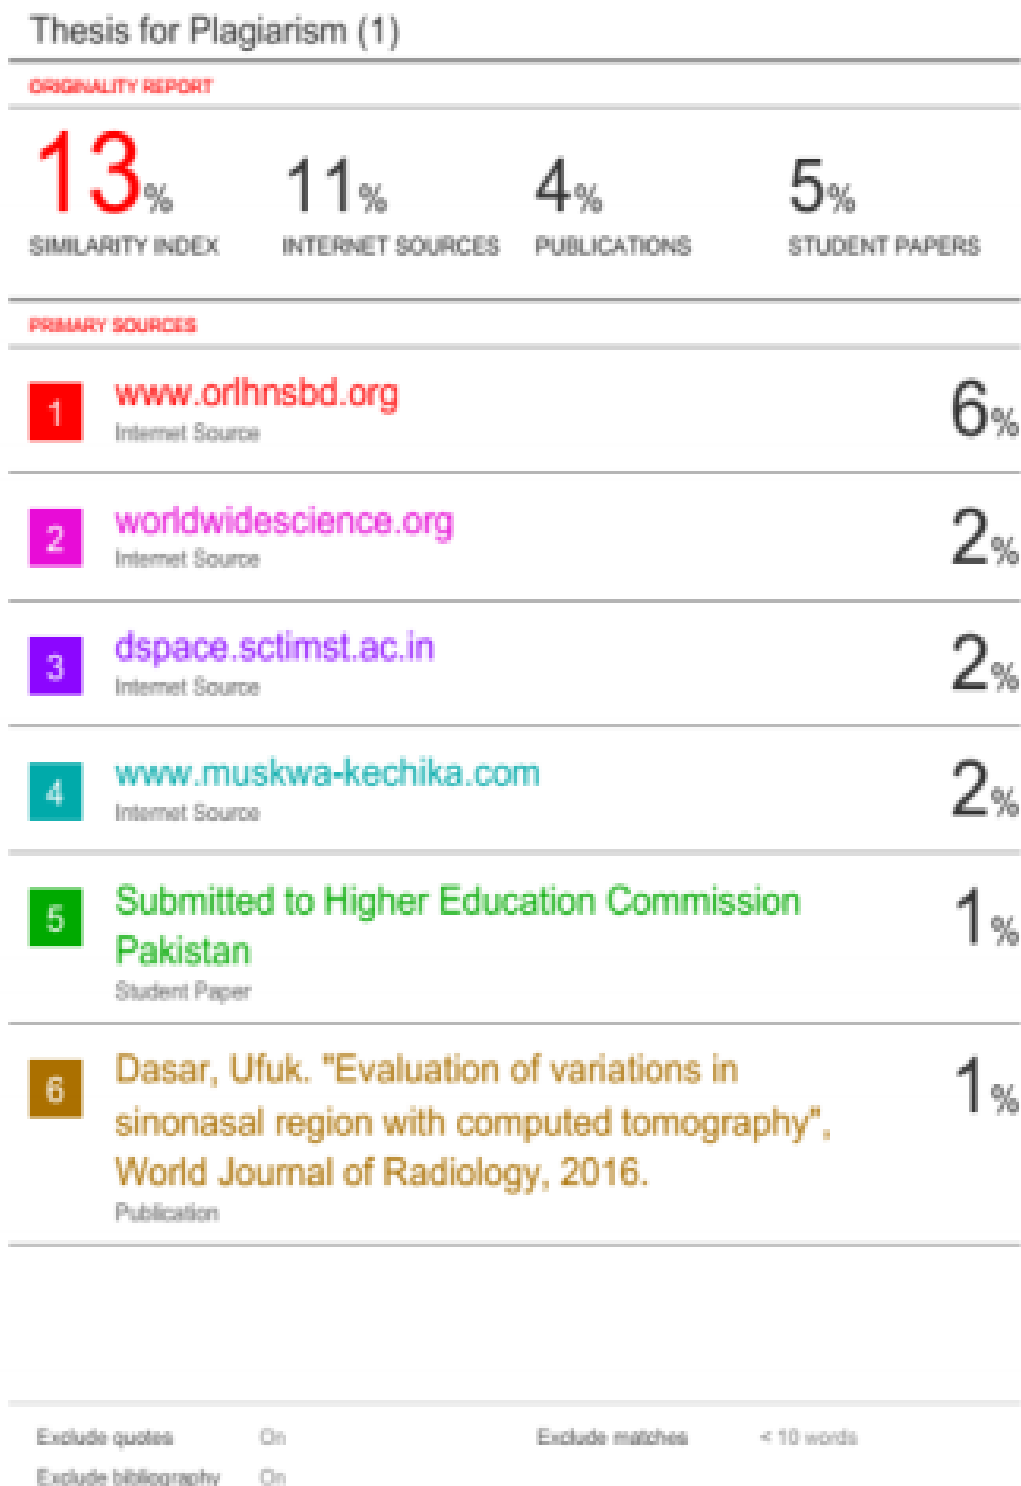 Thesis for Plagiarism (1)
ORIGINALITY REPORT
13% 11% 4% 5%
SIMILARITY INDEX INTERNET SOURCES PUBLICATIONS STUDENT PAPERS
PRIMARY SOURCES
1 www.orlhnsbd.org 6%
Internet Source
2 worldwidescience.org 2%
Internet Source
3 dspace.sctimst.ac.in 2%
Internet Source
4 www.muskwa-kechika.com 2%
Internet Source
5 Submitted to Higher Education Commission 1%
Pakistan
Student Paper
6 Dasar, Ufuk. "Evaluation of variations in 1%
sinonasal region with computed tomography",
World Journal of Radiology, 2016.
Publication
Exclude quotes On Exclude matches < 10 words
Exclude bibliography On